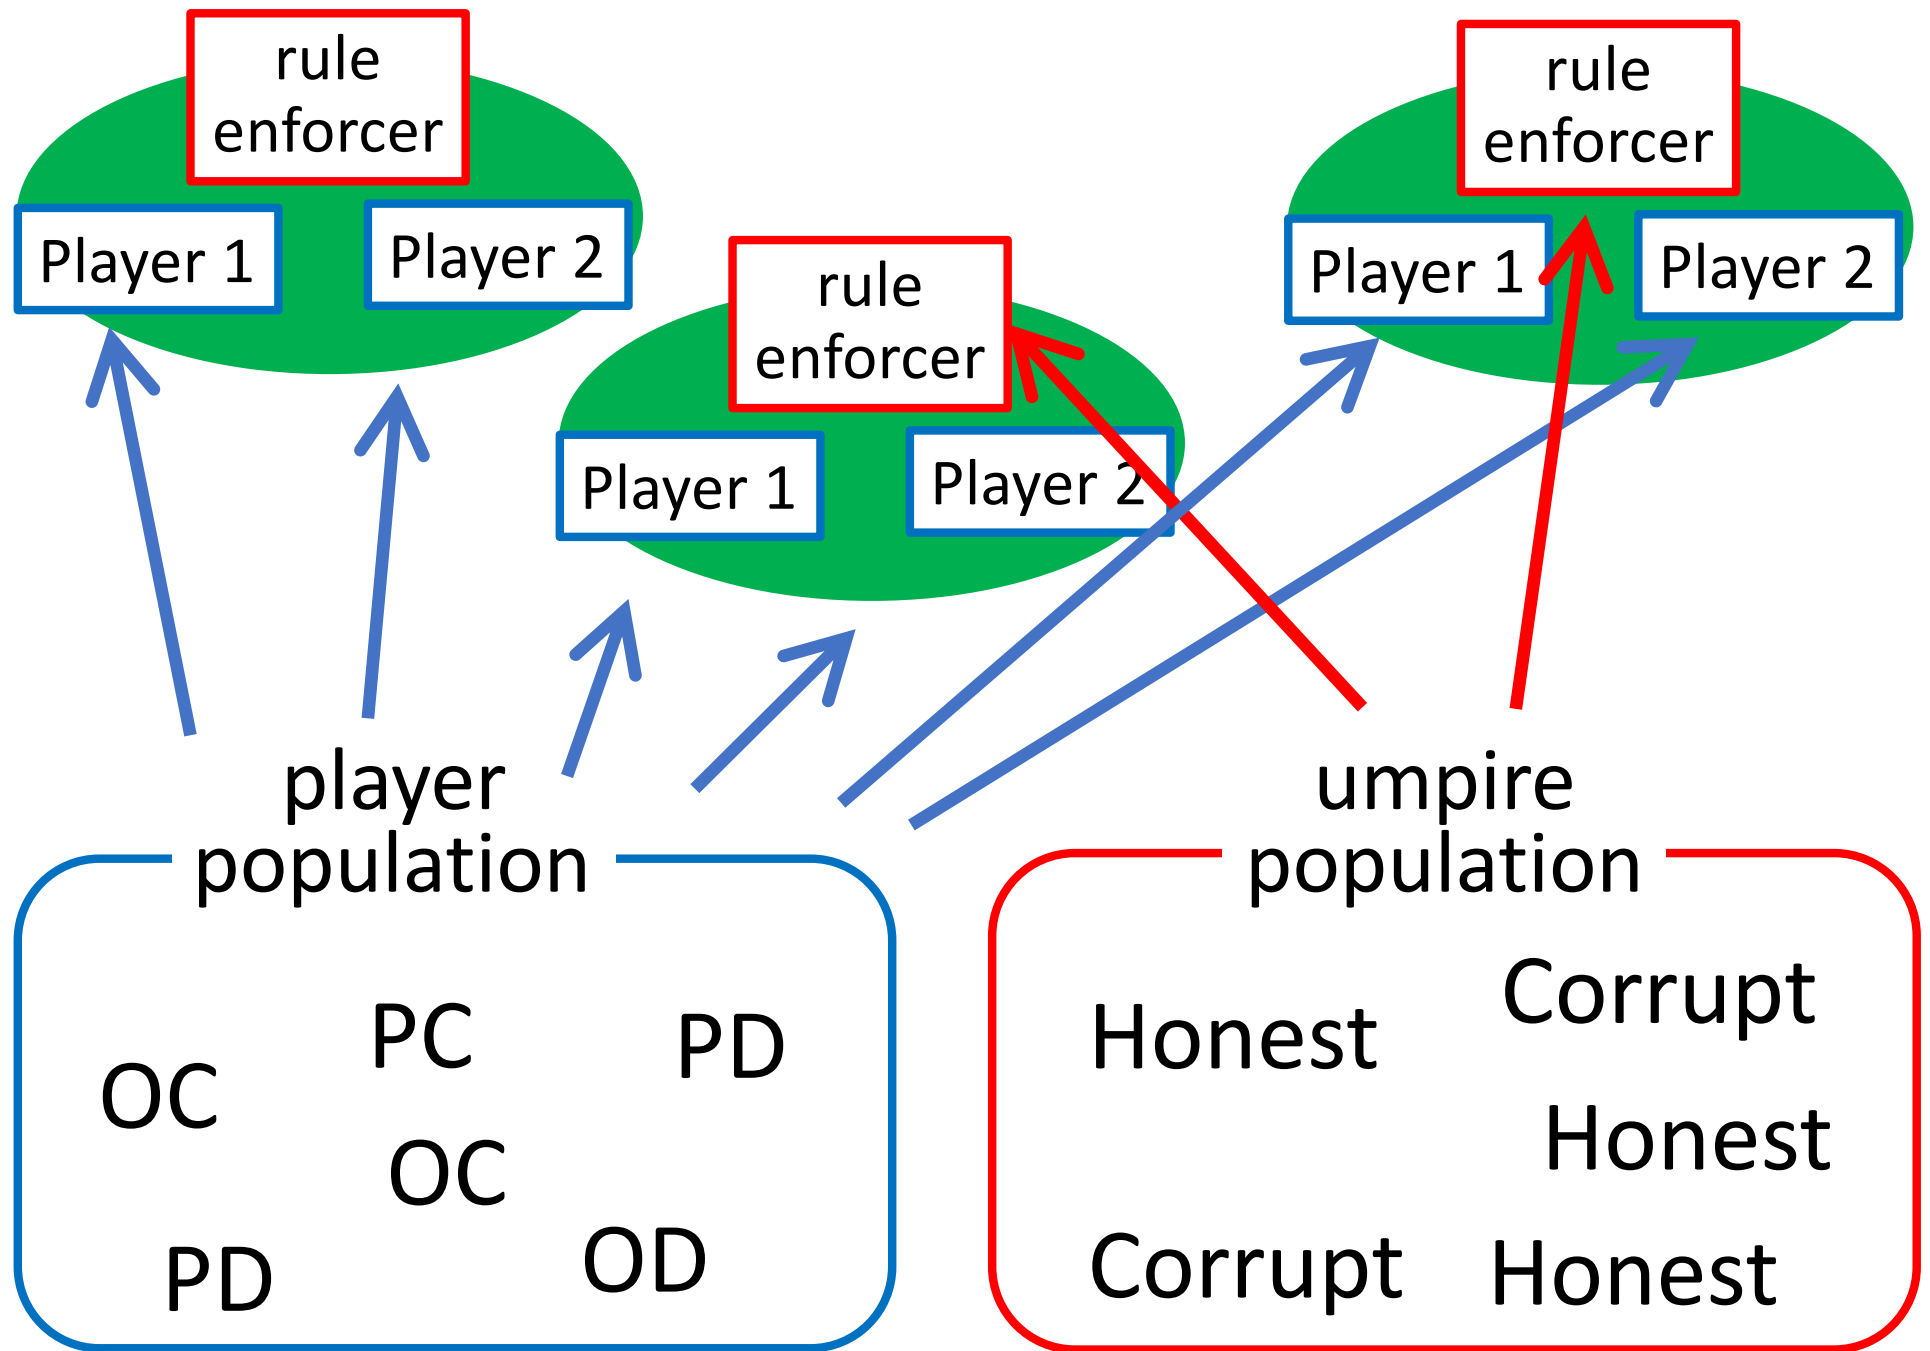 rule
enforcer
Player 1
Player 2
rule
enforcer
Player 1
Player 2
rule
enforcer
Player 1
Player 2
player
population
OC
PC
PD
OC
PD
OD
umpire
population
Honest
Corrupt
Honest
Corrupt
Honest